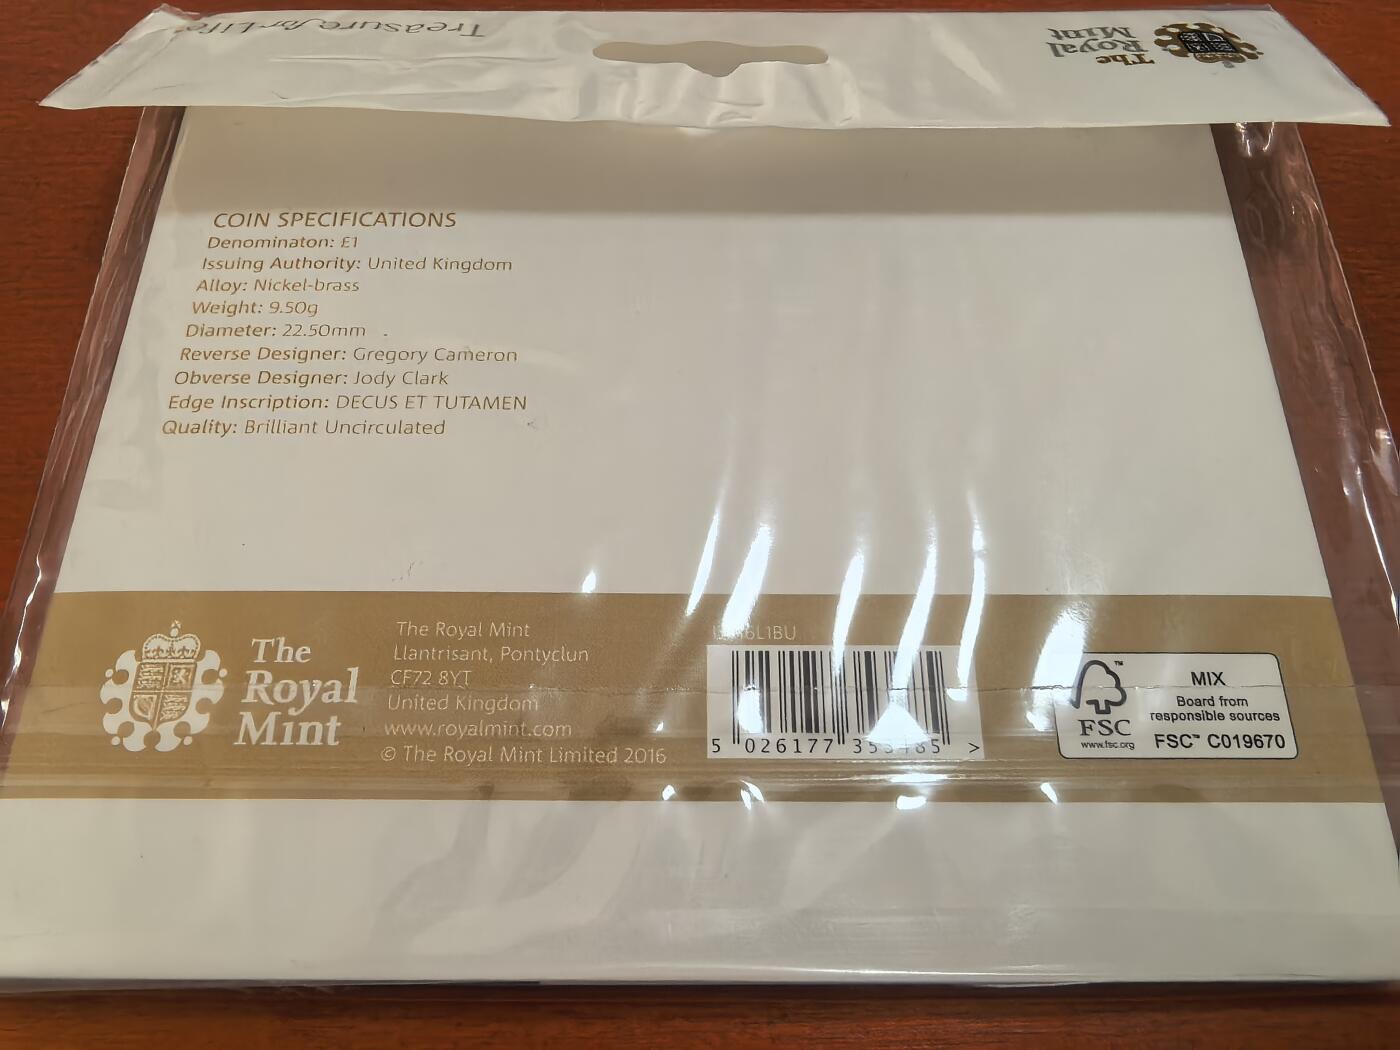 Treasure for Life
The
Royal
Mint
COIN SPECIFICATIONS
Denominaton: £1
Issuing Authority: United Kingdom
Alloy: Nickel-brass
Weight: 9.50g
Diameter: 22.50mm
Reverse Designer: Gregory Cameron
Obverse Designer: Jody Clark
Edge Inscription: DECUS ET TUTAMEN
Quality: Brilliant Uncirculated
The
Royal
Mint
The Royal Mint
Llantrisant, Pontyclun
CF72 8YT
United Kingdom
www.royalmint.com
© The Royal Mint Limited 2016
5 026177 >
™
FSC
www.fsc.org
MIX
Board from
responsible sources
FSC™ C019670